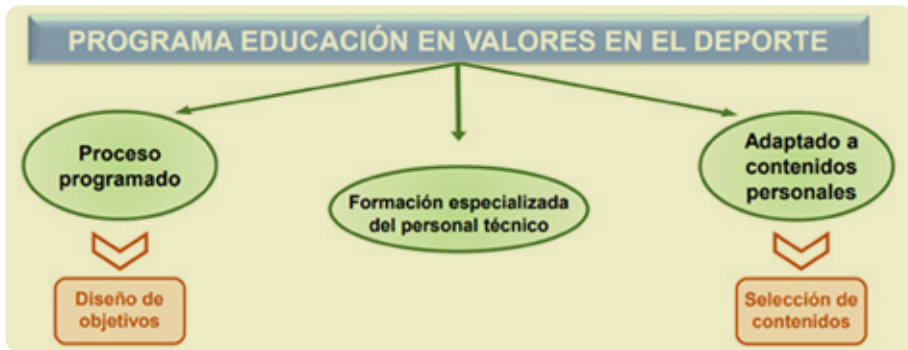 PROGRAMA EDUCACIÓN EN VALORES EN EL DEPORTE
Proceso
programado
Formación especializada
del personal técnico
Adaptado a
contenidos
personales
Diseño de
objetivos
Selección de
contenidos